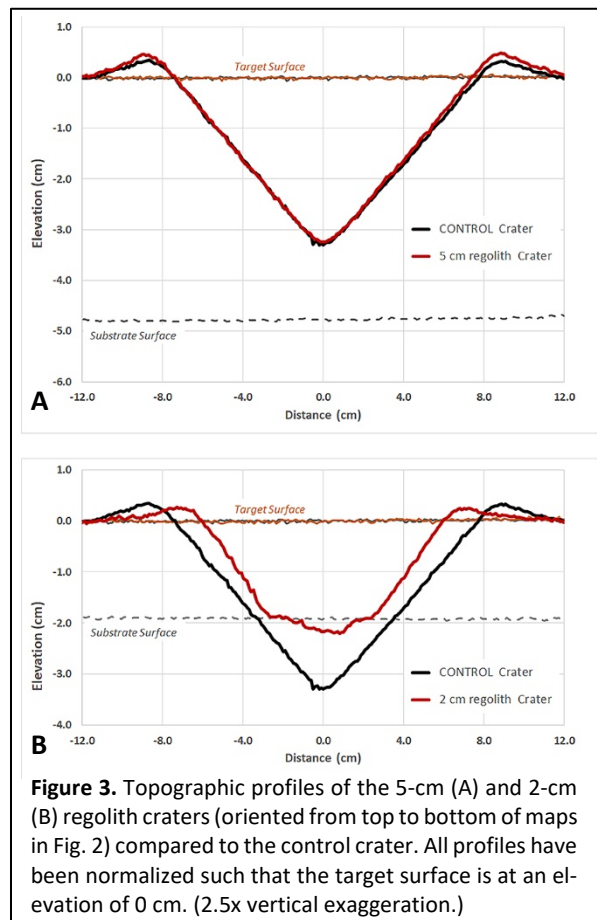 1.0
0.0
-1.0
-2.0
-3.0
-4.0
-5.0
-6.0
Elevation (cm)
Target Surface
CONTROL Crater
5 cm regolith Crater
Substrate Surface
A
-12.0 -8.0 -4.0 0.0 4.0 8.0 12.0
Distance (cm)
1.0
0.0
-1.0
-2.0
-3.0
-4.0
Elevation (cm)
Target Surface
Substrate Surface
CONTROL Crater
2 cm regolith Crater
B
-12.0 -8.0 -4.0 0.0 4.0 8.0 12.0
Distance (cm)
Figure 3. Topographic profiles of the 5-cm (A) and 2-cm
(B) regolith craters (oriented from top to bottom of maps
in Fig. 2) compared to the control crater. All profiles have
been normalized such that the target surface is at an el-
evation of 0 cm. (2.5x vertical exaggeration.)